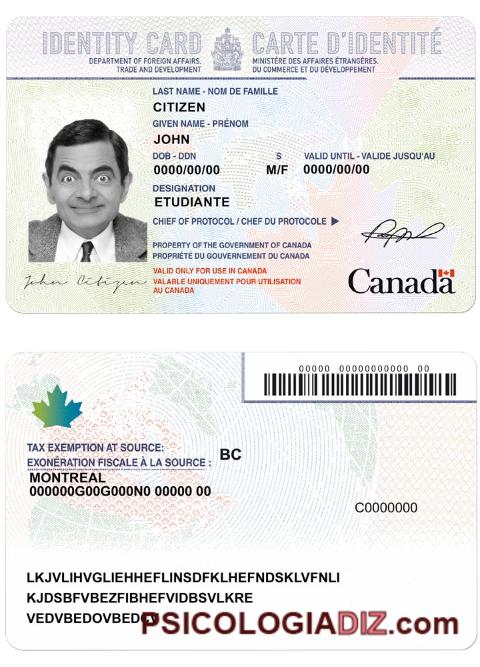 IDENTITY CARD CARTE D'IDENTITÉ
DEPARTMENT OF FOREIGN AFFAIRS, MINISTÈRE DES AFFAIRES ÉTRANGÈRES,
TRADE AND DEVELOPMENT DU COMMERCE ET DU DÉVELOPPEMENT
LAST NAME - NOM DE FAMILLE
CITIZEN
GIVEN NAME - PRÉNOM
JOHN
DOB - DDN S VALID UNTIL - VALIDE JUSQU'AU
0000/00/00 M/F 0000/00/00
DESIGNATION
ETUDIANTE
CHIEF OF PROTOCOL / CHEF DU PROTOCOLE
PROPERTY OF THE GOVERNMENT OF CANADA
PROPRIÉTÉ DU GOUVERNEMENT DU CANADA
VALID ONLY FOR USE IN CANADA
VALABLE UNIQUEMENT POUR UTILISATION
AU CANADA
John Citizen
Canada
00000 00000000000 00
TAX EXEMPTION AT SOURCE:
EXONÉRATION FISCALE À LA SOURCE : BC
MONTREAL
000000G00G000N0 00000 00
C0000000
LKJVLIHVGLIEHHEFLINSDFKLHEFNDSKLVFNLI
KJDSBFVBEZFIBHEFVIDBSVLKRE
VEDVBEDOVBEDCV
PSICOLOGIADIZ.com